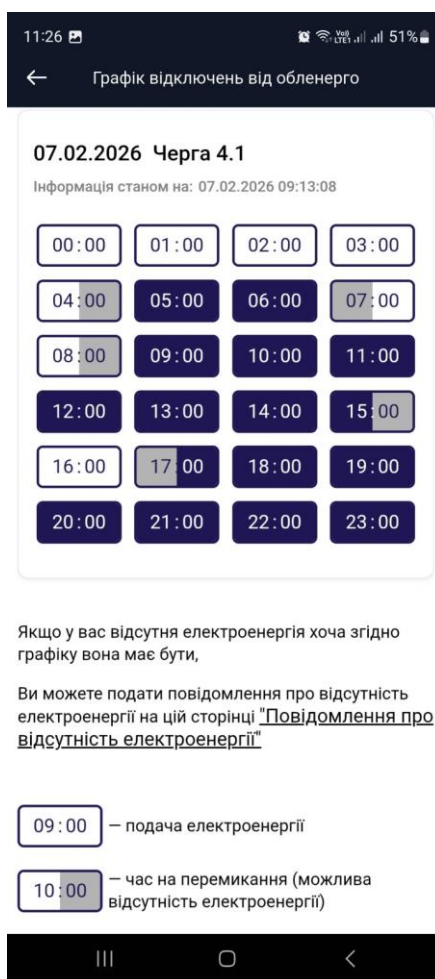 11:26 Vo) LTE1 51%
Графік відключень від обленерго
07.02.2026 Черга 4.1
Інформація станом на: 07.02.2026 09:13:08
00:00 01:00 02:00 03:00
04:00 05:00 06:00 07:00
08:00 09:00 10:00 11:00
12:00 13:00 14:00 15:00
16:00 17:00 18:00 19:00
20:00 21:00 22:00 23:00
Якщо у вас відсутня електроенергія хоча згідно
графіку вона має бути,
Ви можете подати повідомлення про відсутність
електроенергії на цій сторінці "Повідомлення про
відсутність електроенергії"
09:00 — подача електроенергії
10:00 — час на перемикання (можлива
відсутність електроенергії)